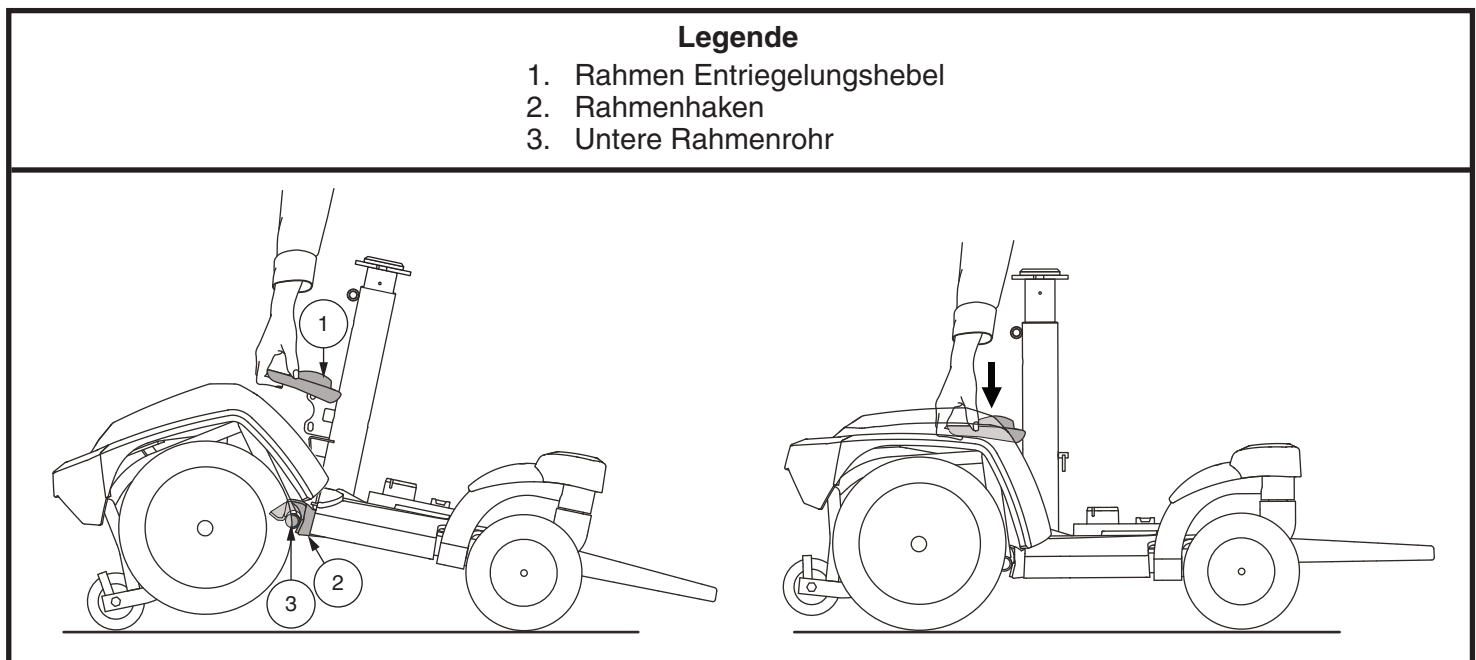 Legende
1. Rahmen Entriegelungshebel
2. Rahmenhaken
3. Untere Rahmenrohr
1
2
3